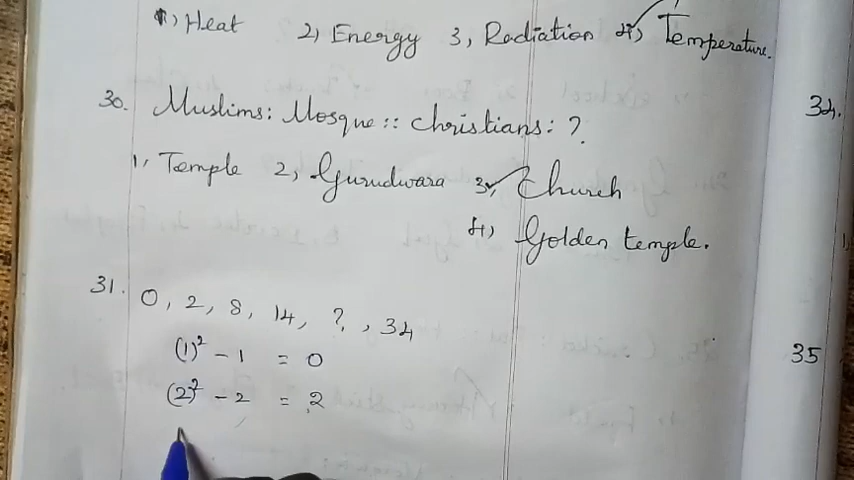 1) Heat 2) Energy 3, Radiation 4) Temperature.
30. Muslims: Mosque:: christians: ?
1, Temple 2, Gurudwara 3, Church
4) Golden temple.
31. 0, 2, 8, 14, ?, 34
(1)² - 1 = 0
(2)² - 2 = 2
34.
35